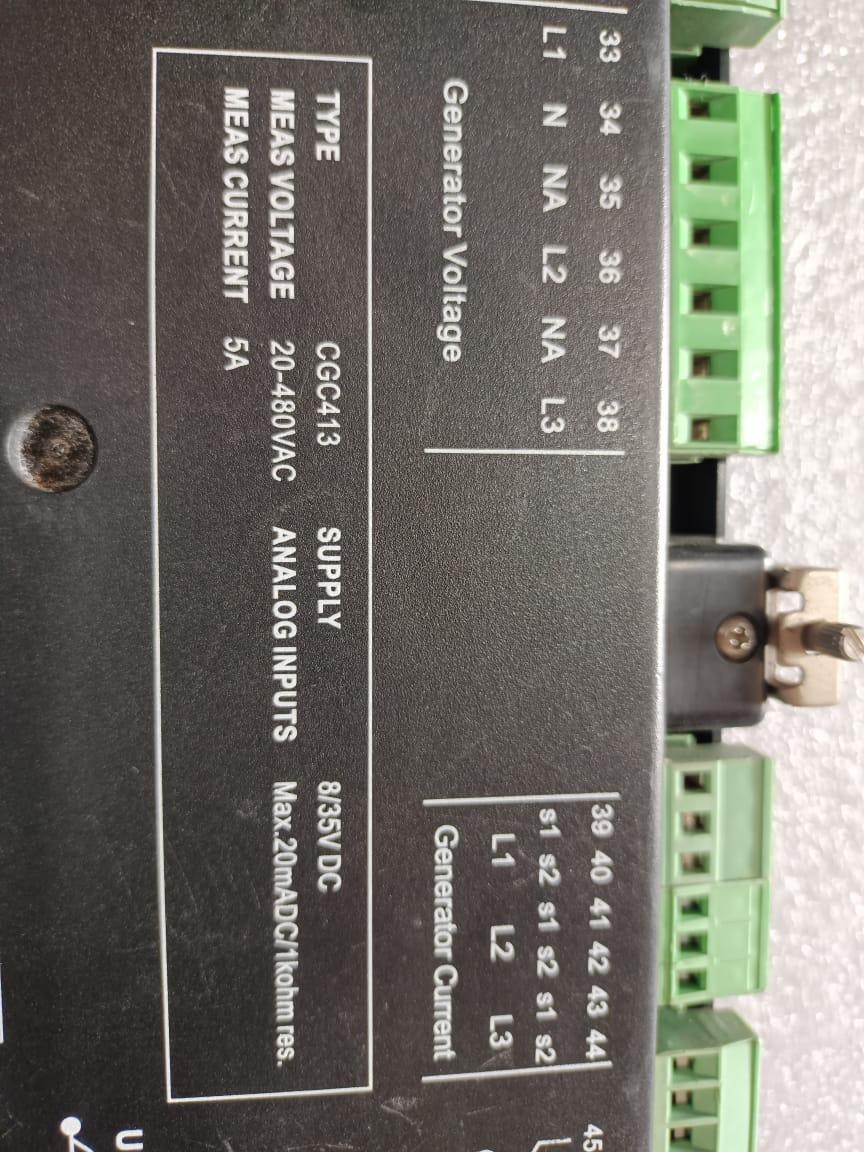 33 34 35 36 37 38
L1 N NA L2 NA L3
Generator Voltage
39 40 41 42 43 44
s1 s2 s1 s2 s1 s2
L1 L2 L3
Generator Current
45
TYPE CGC413 SUPPLY 8/35V DC
MEAS VOLTAGE 20-480VAC ANALOG INPUTS Max.20mADC/1kohm res.
MEAS CURRENT 5A
U